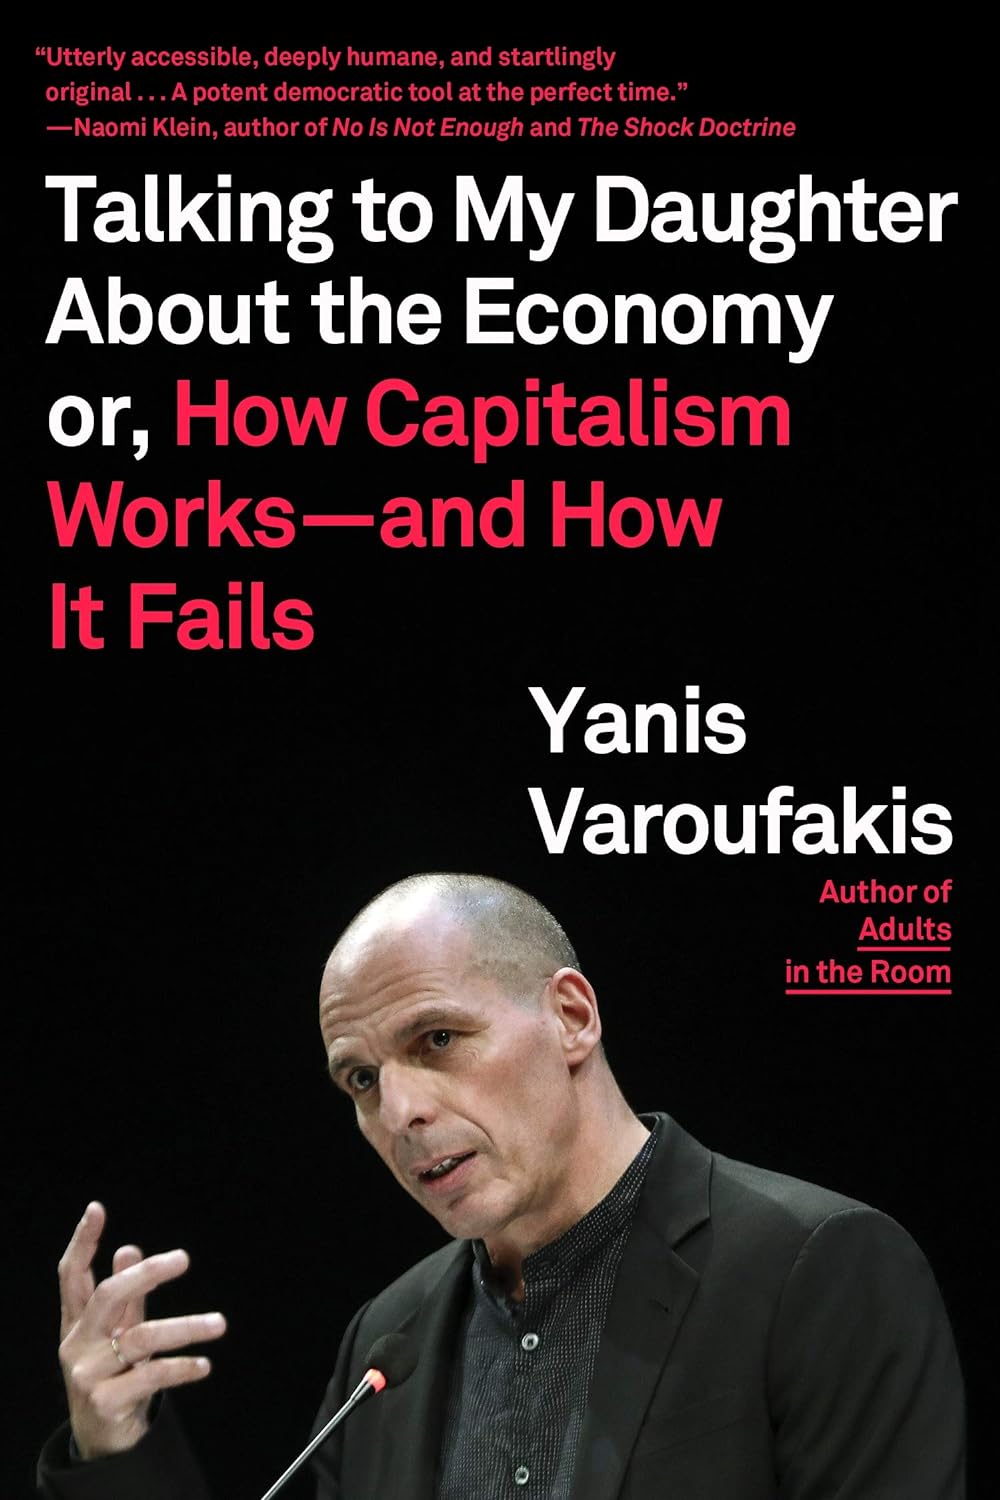 “Utterly accessible, deeply humane, and startlingly
original . . . A potent democratic tool at the perfect time.”
—Naomi Klein, author of No Is Not Enough and The Shock Doctrine
Talking to My Daughter
About the Economy
or, How Capitalism
Works—and How
It Fails
Yanis
Varoufakis
Author of
Adults
in the Room